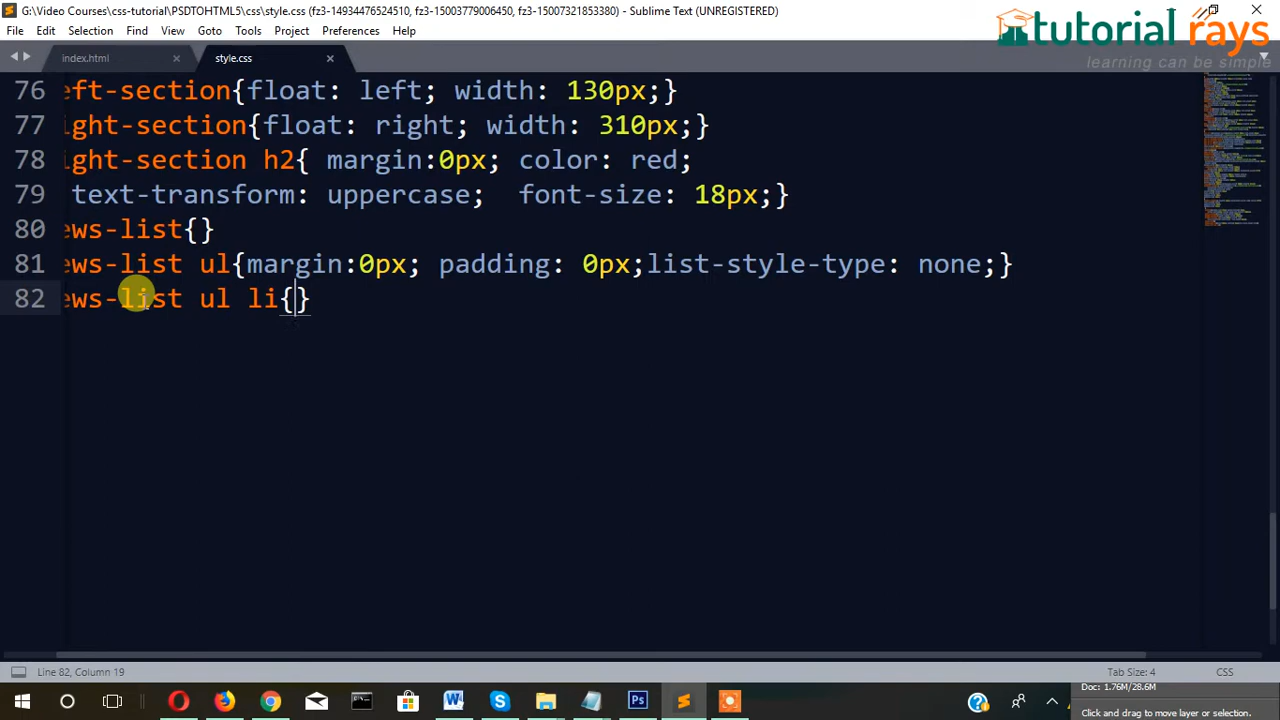 G:\Video Courses\css-tutorial\PSDTOHTML5\css\style.css (fz3-14934476524510, fz3-15003779006450, fz3-15007321853380) - Sublime Text (UNREGISTERED)
tutorial rays
learning can be simple
File Edit Selection Find View Goto Tools Project Preferences Help
index.html × style.css ×
76 eft-section{float: left; width: 130px;}
77 ight-section{float: right; width: 310px;}
78 ight-section h2{ margin:0px; color: red;
79 text-transform: uppercase; font-size: 18px;}
80 ews-list{}
81 ews-list ul{margin:0px; padding: 0px;list-style-type: none;}
82 ews-list ul li{}
Line 82, Column 19 Tab Size: 4 CSS
Doc: 1.76M/28.6M
Click and drag to move layer or selection.